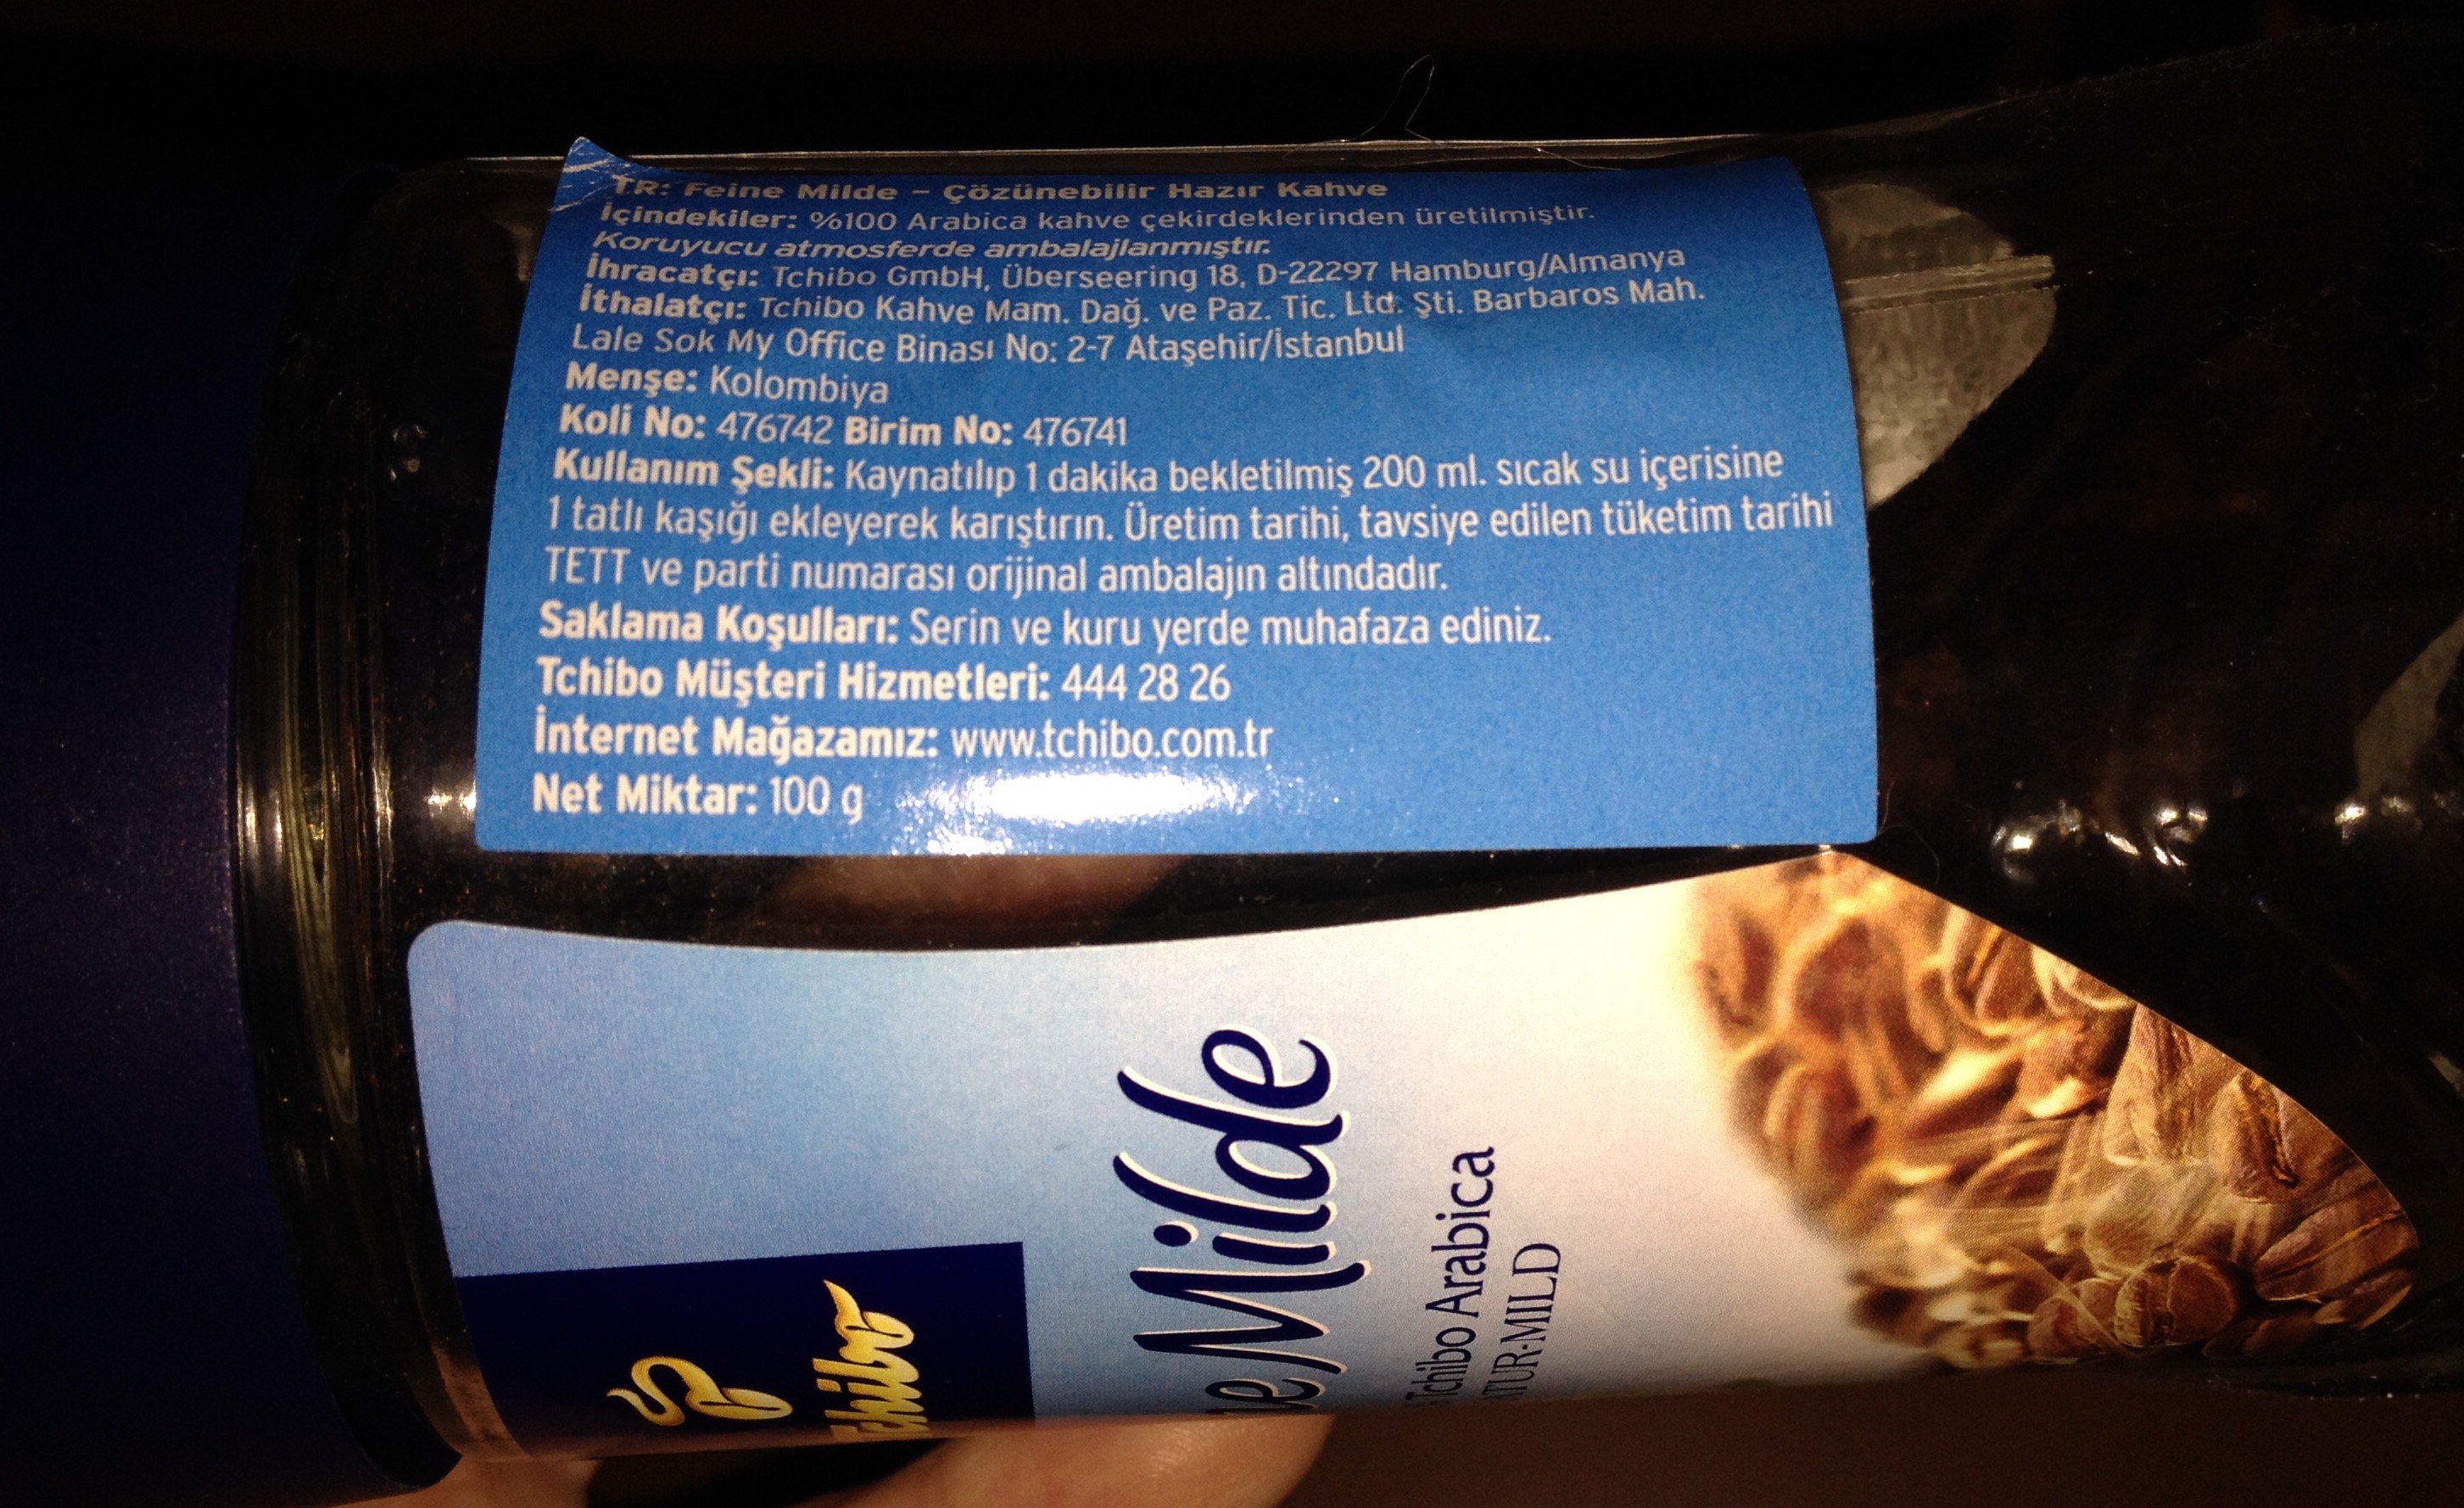 TR: Feine Milde - Çözünebilir Hazır Kahve
İçindekiler: %100 Arabica kahve çekirdeklerinden üretilmiştir.
Koruyucu atmosferde ambalajlanmıştır.
İhracatçı: Tchibo GmbH, Überseering 18, D-22297 Hamburg/Almanya
İthalatçı: Tchibo Kahve Mam. Dağ. ve Paz. Tic. Ltd. Şti. Barbaros Mah.
Lale Sok My Office Binası No: 2-7 Ataşehir/İstanbul
Menşe: Kolombiya
Koli No: 476742 Birim No: 476741
Kullanım Şekli: Kaynatılıp 1 dakika bekletilmiş 200 ml. sıcak su içerisine
1 tatlı kaşığı ekleyerek karıştırın. Üretim tarihi, tavsiye edilen tüketim tarihi
TETT ve parti numarası orijinal ambalajın altındadır.
Saklama Koşulları: Serin ve kuru yerde muhafaza ediniz.
Tchibo Müşteri Hizmetleri: 444 28 26
İnternet Mağazamız: www.tchibo.com.tr
Net Miktar: 100 g
Tchibo
Milde
Tchibo Arabica
TUR-MILD